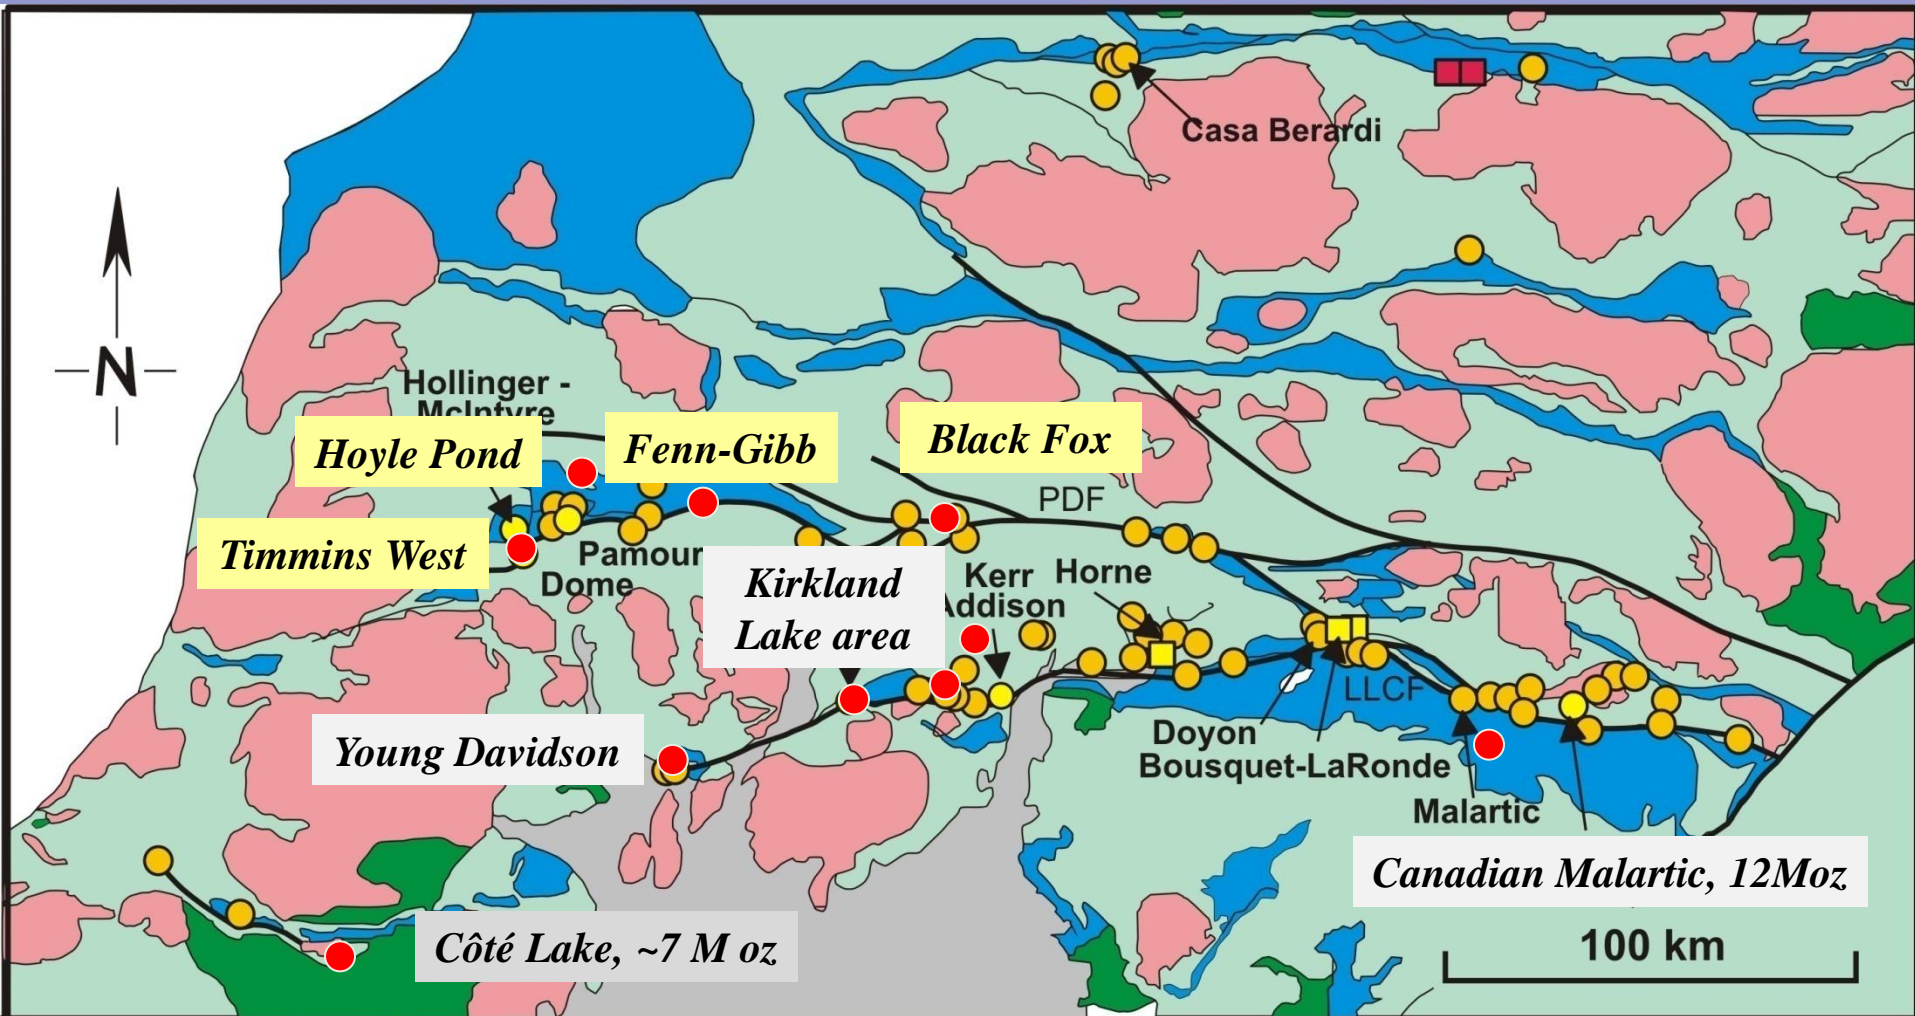 Casa Berardi
N
Hollinger -
McIntyre
Hoyle Pond
Fenn-Gibb
Black Fox
PDF
Timmins West
Pamour
Dome
Kirkland
Lake area
Kerr
Addison
Horne
LLCF
Young Davidson
Doyon
Bousquet-LaRonde
Malartic
Canadian Malartic, 12Moz
Côté Lake, ~7 M oz
100 km